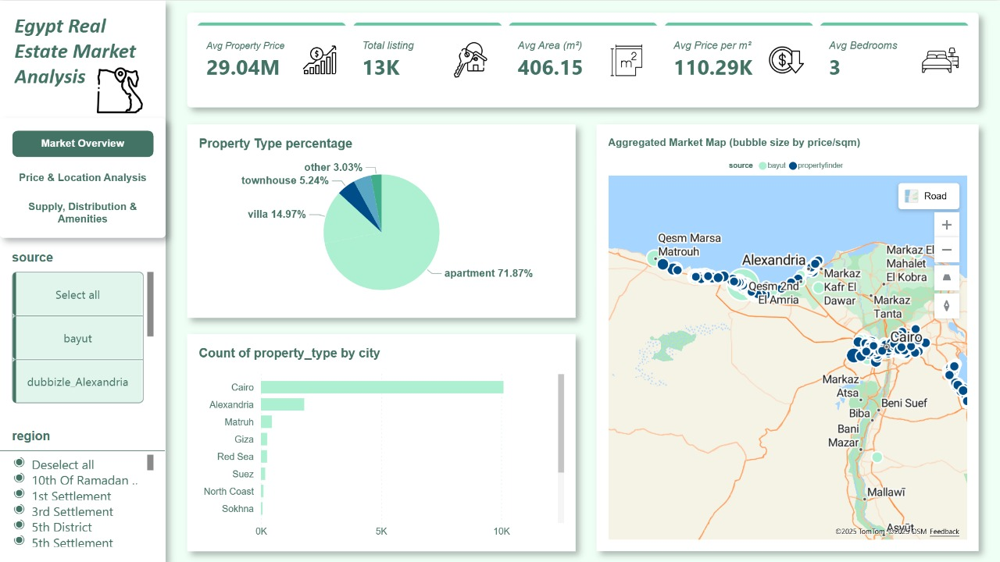 Egypt Real
Estate Market
Analysis
Market Overview
Price & Location Analysis
Supply, Distribution &
Amenities
source
Select all
bayut
dubbizle_Alexandria
region
Deselect all
10th Of Ramadan ..
1st Settlement
3rd Settlement
5th District
5th Settlement
Avg Property Price
29.04M
Total listing
13K
Avg Area (m²)
406.15
m²
Avg Price per m²
110.29K
Avg Bedrooms
3
Property Type percentage
other 3.03%
townhouse 5.24%
villa 14.97%
apartment 71.87%
Count of property_type by city
Cairo
Alexandria
Matruh
Giza
Red Sea
Suez
North Coast
Sokhna
0K
5K
10K
Aggregated Market Map (bubble size by price/sqm)
source bayut propertyfinder
Road
Qesm Marsa
Matrouh
Alexandria
Markaz El
Mahalet
El Kobra
Markaz
Kafr El
Dawar
Qesm 2nd
El Amria
Markaz
Tanta
Cairo
Markaz
Atsa
Beni Suef
Biba
Bani
Mazar
Mallawī
Asyūt
©2025 TomTom, ©2025 OSM Feedback